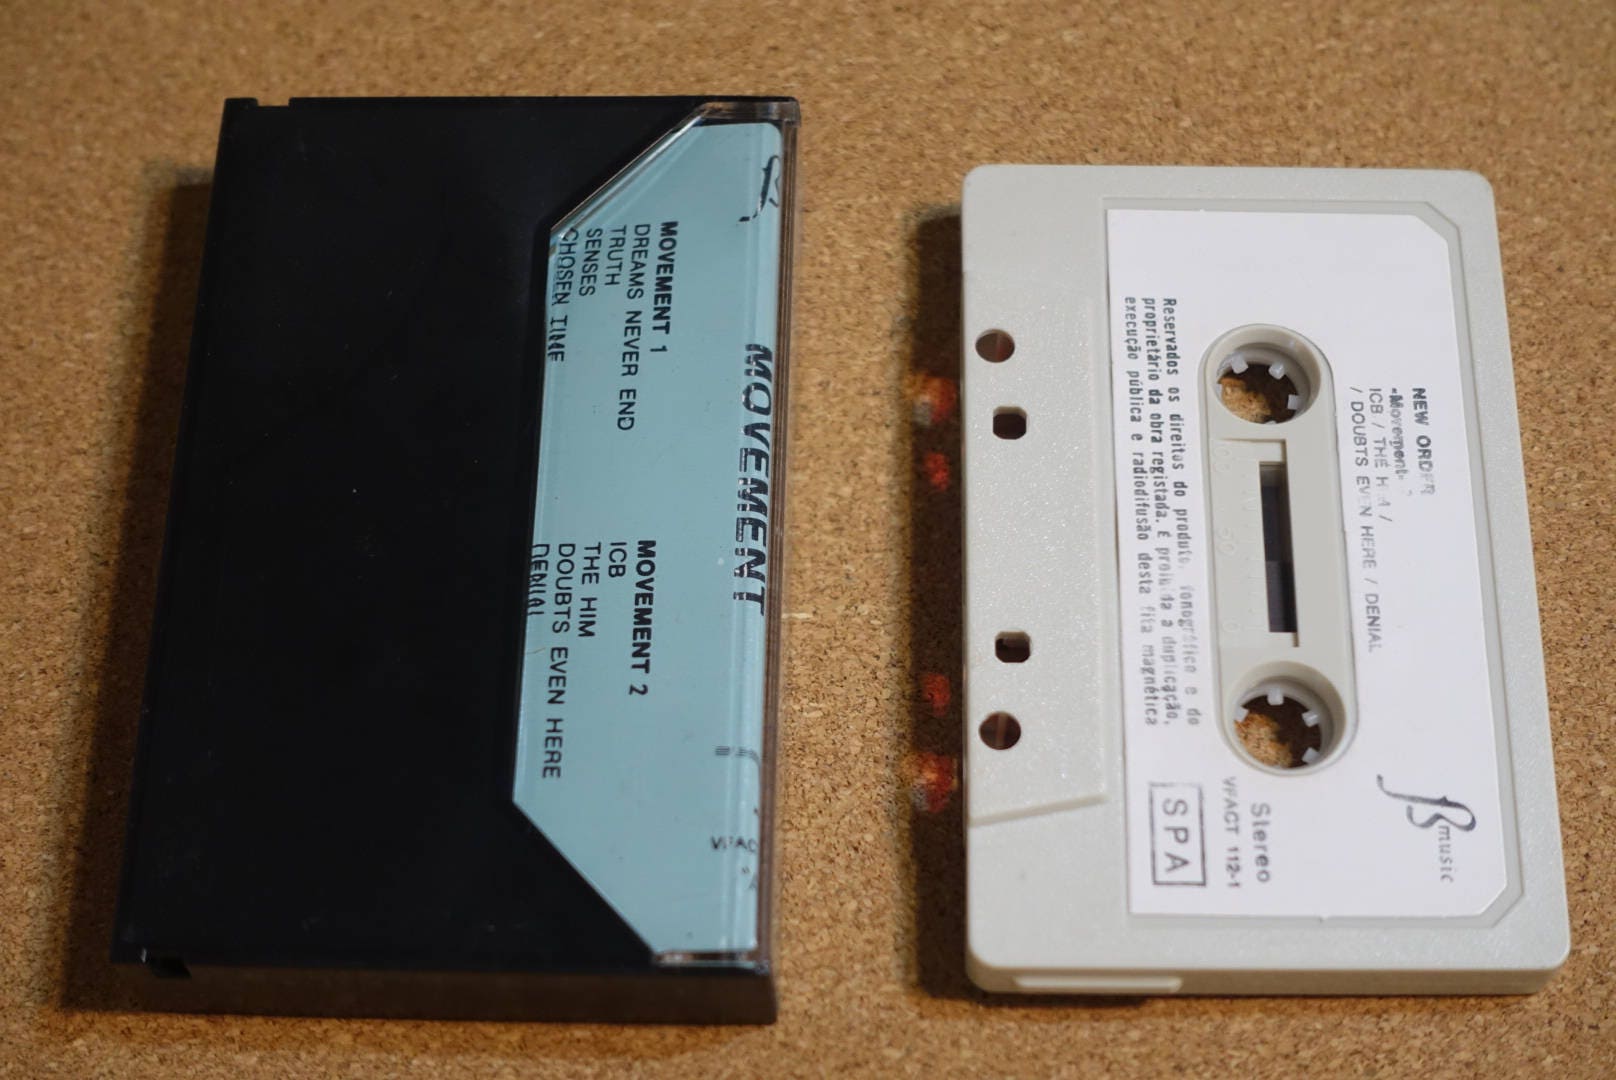 MOVEMENT
MOVEMENT 1
DREAMS NEVER END
TRUTH
SENSES
CHOSEN TIME
MOVEMENT 2
ICB
THE HIM
DOUBTS EVEN HERE
DENIAL
NEW ORDER
-Movement-
ICB / THE HIM /
/ DOUBTS EVEN HERE / DENIAL
music
Stereo
VFACT 112-1
SPA
Reservados os direitos do produto, fonográfico e do
proprietário da obra registada. É proibida a duplicação,
execução pública e radiodifusão desta fita magnética